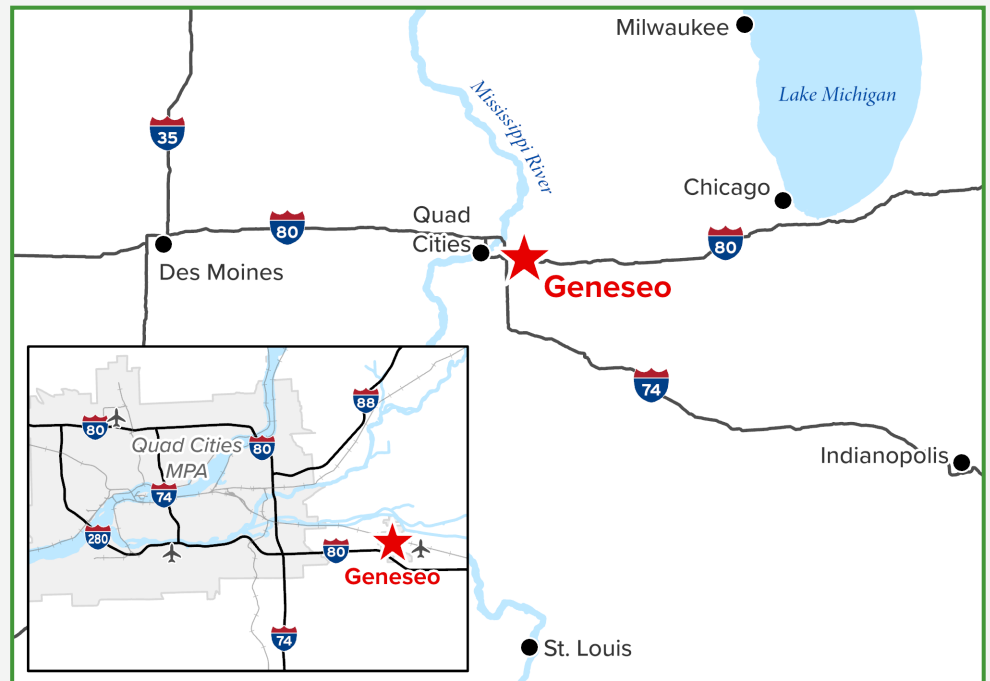 Milwaukee
Lake Michigan
Mississippi River
35
Chicago
Quad
Cities
80
80
Des Moines
Geneseo
74
Indianopolis
88
80
Quad Cities
MPA
80
74
280
80
Geneseo
74
St. Louis